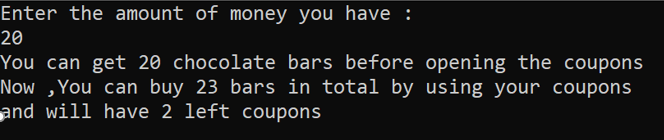 Enter the amount of money you have :
20
You can get 20 chocolate bars before opening the coupons
Now ,You can buy 23 bars in total by using your coupons
and will have 2 left coupons